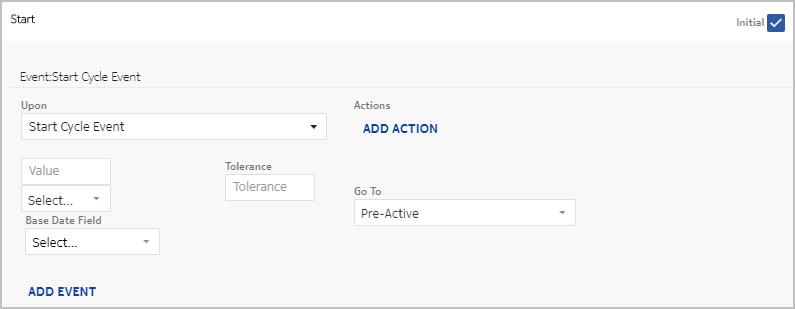 Start
Initial
Event:Start Cycle Event
Upon
Actions
Start Cycle Event
ADD ACTION
Value
Tolerance
Tolerance
Select...
Go To
Pre-Active
Base Date Field
Select...
ADD EVENT